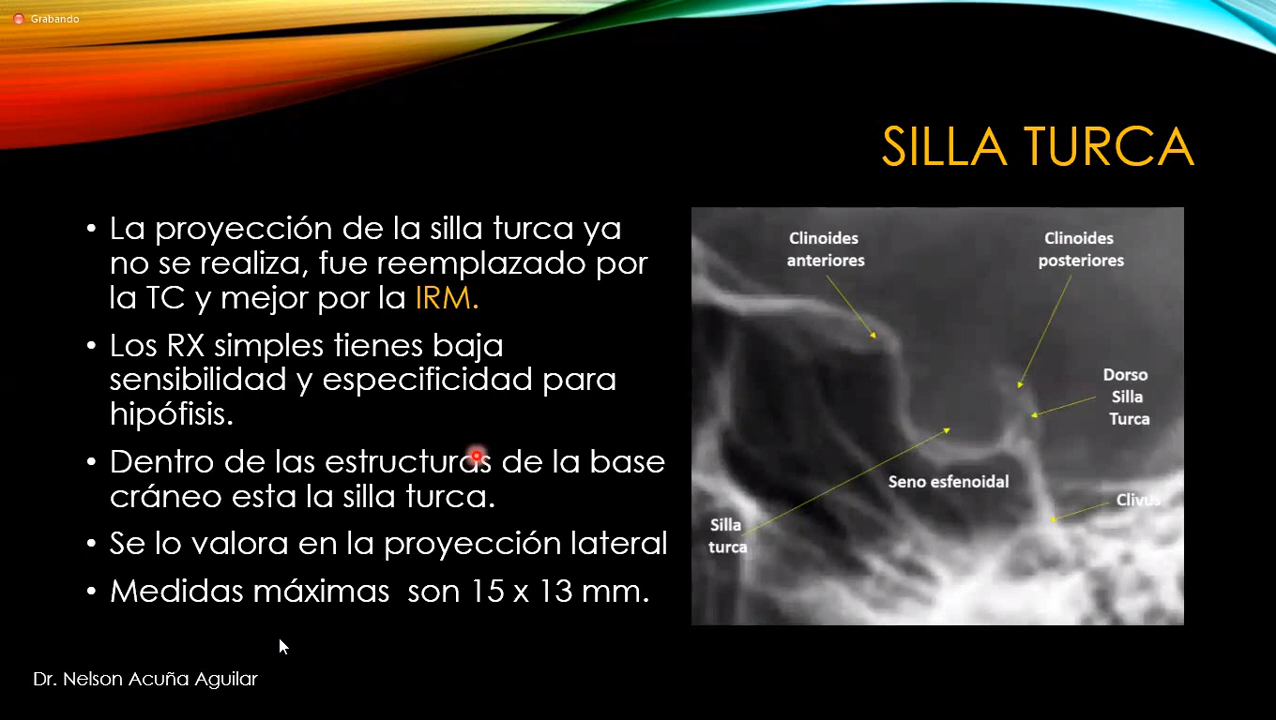 Grabando
SILLA TURCA
• La proyección de la silla turca ya
no se realiza, fue reemplazado por
la TC y mejor por la IRM.
• Los RX simples tienes baja
sensibilidad y especificidad para
hipófisis.
• Dentro de las estructuras de la base
cráneo esta la silla turca.
• Se lo valora en la proyección lateral
• Medidas máximas son 15 x 13 mm.
Clinoides
anteriores
Clinoides
posteriores
Dorso
Silla
Turca
Seno esfenoidal
Clivus
Silla
turca
Dr. Nelson Acuña Aguilar